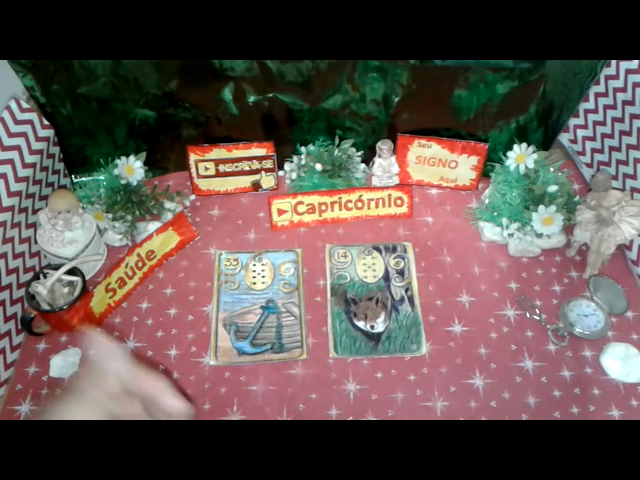 INSCREVA-SE
Seu
SIGNO
Aqui
Capricórnio
Saúde
35
14